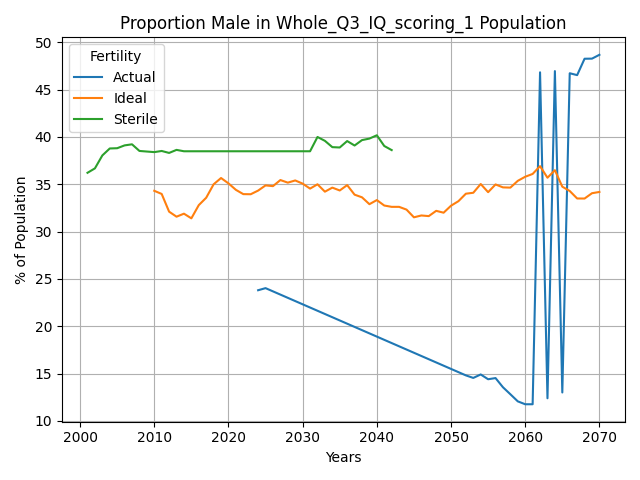 Proportion Male in Whole_Q3_IQ_scoring_1 Population
Fertility
Actual
Ideal
Sterile
% of Population
50
45
40
35
30
25
20
15
10
2000
2010
2020
2030
2040
2050
2060
2070
Years